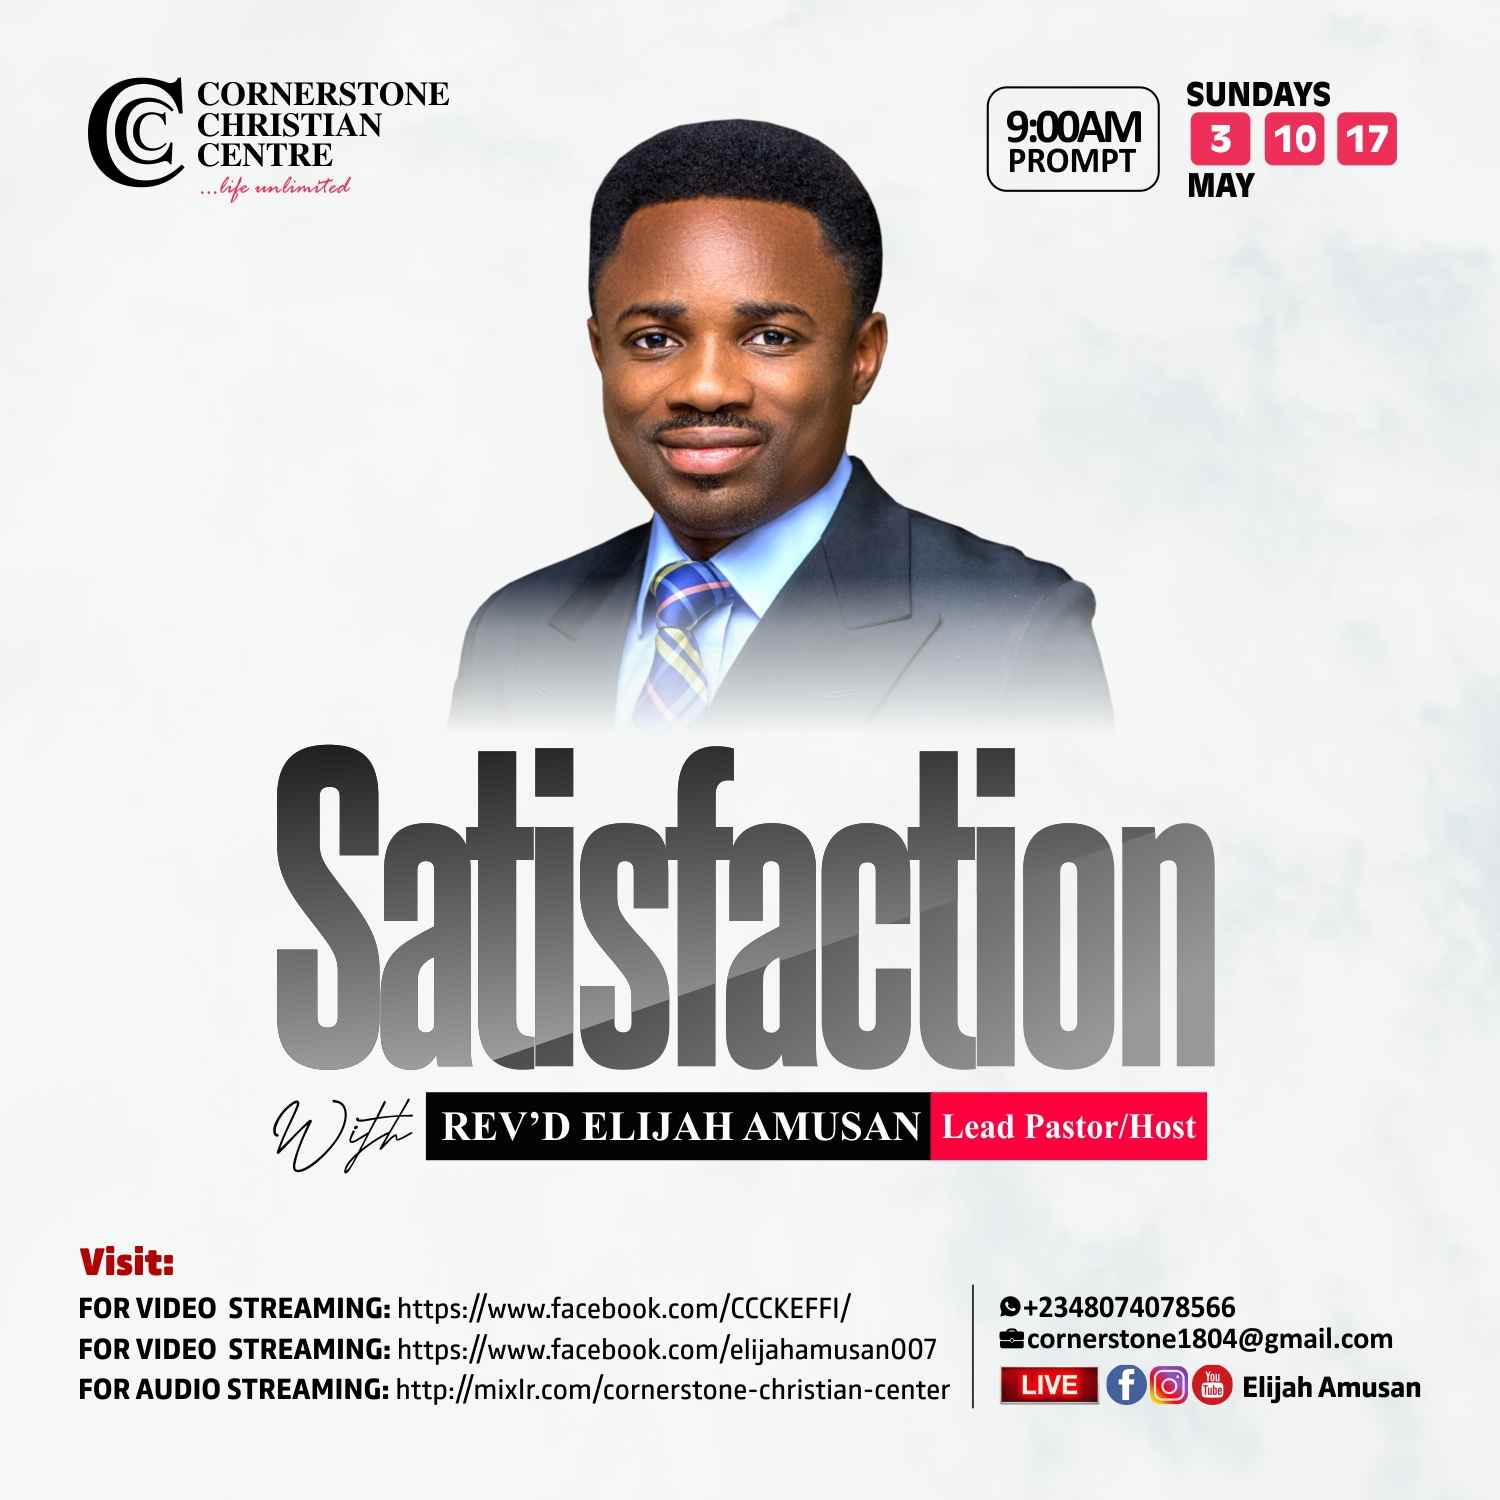 CORNERSTONE
CHRISTIAN
CENTRE
...life unlimited
9:00AM
PROMPT
SUNDAYS
3 10 17
MAY
Satisfaction
With REV’D ELIJAH AMUSAN Lead Pastor/Host
Visit:
FOR VIDEO STREAMING: https://www.facebook.com/CCCKEFFI/
FOR VIDEO STREAMING: https://www.facebook.com/elijahamusan007
FOR AUDIO STREAMING: http://mixlr.com/cornerstone-christian-center
+2348074078566
cornerstone1804@gmail.com
LIVE f You Tube Elijah Amusan